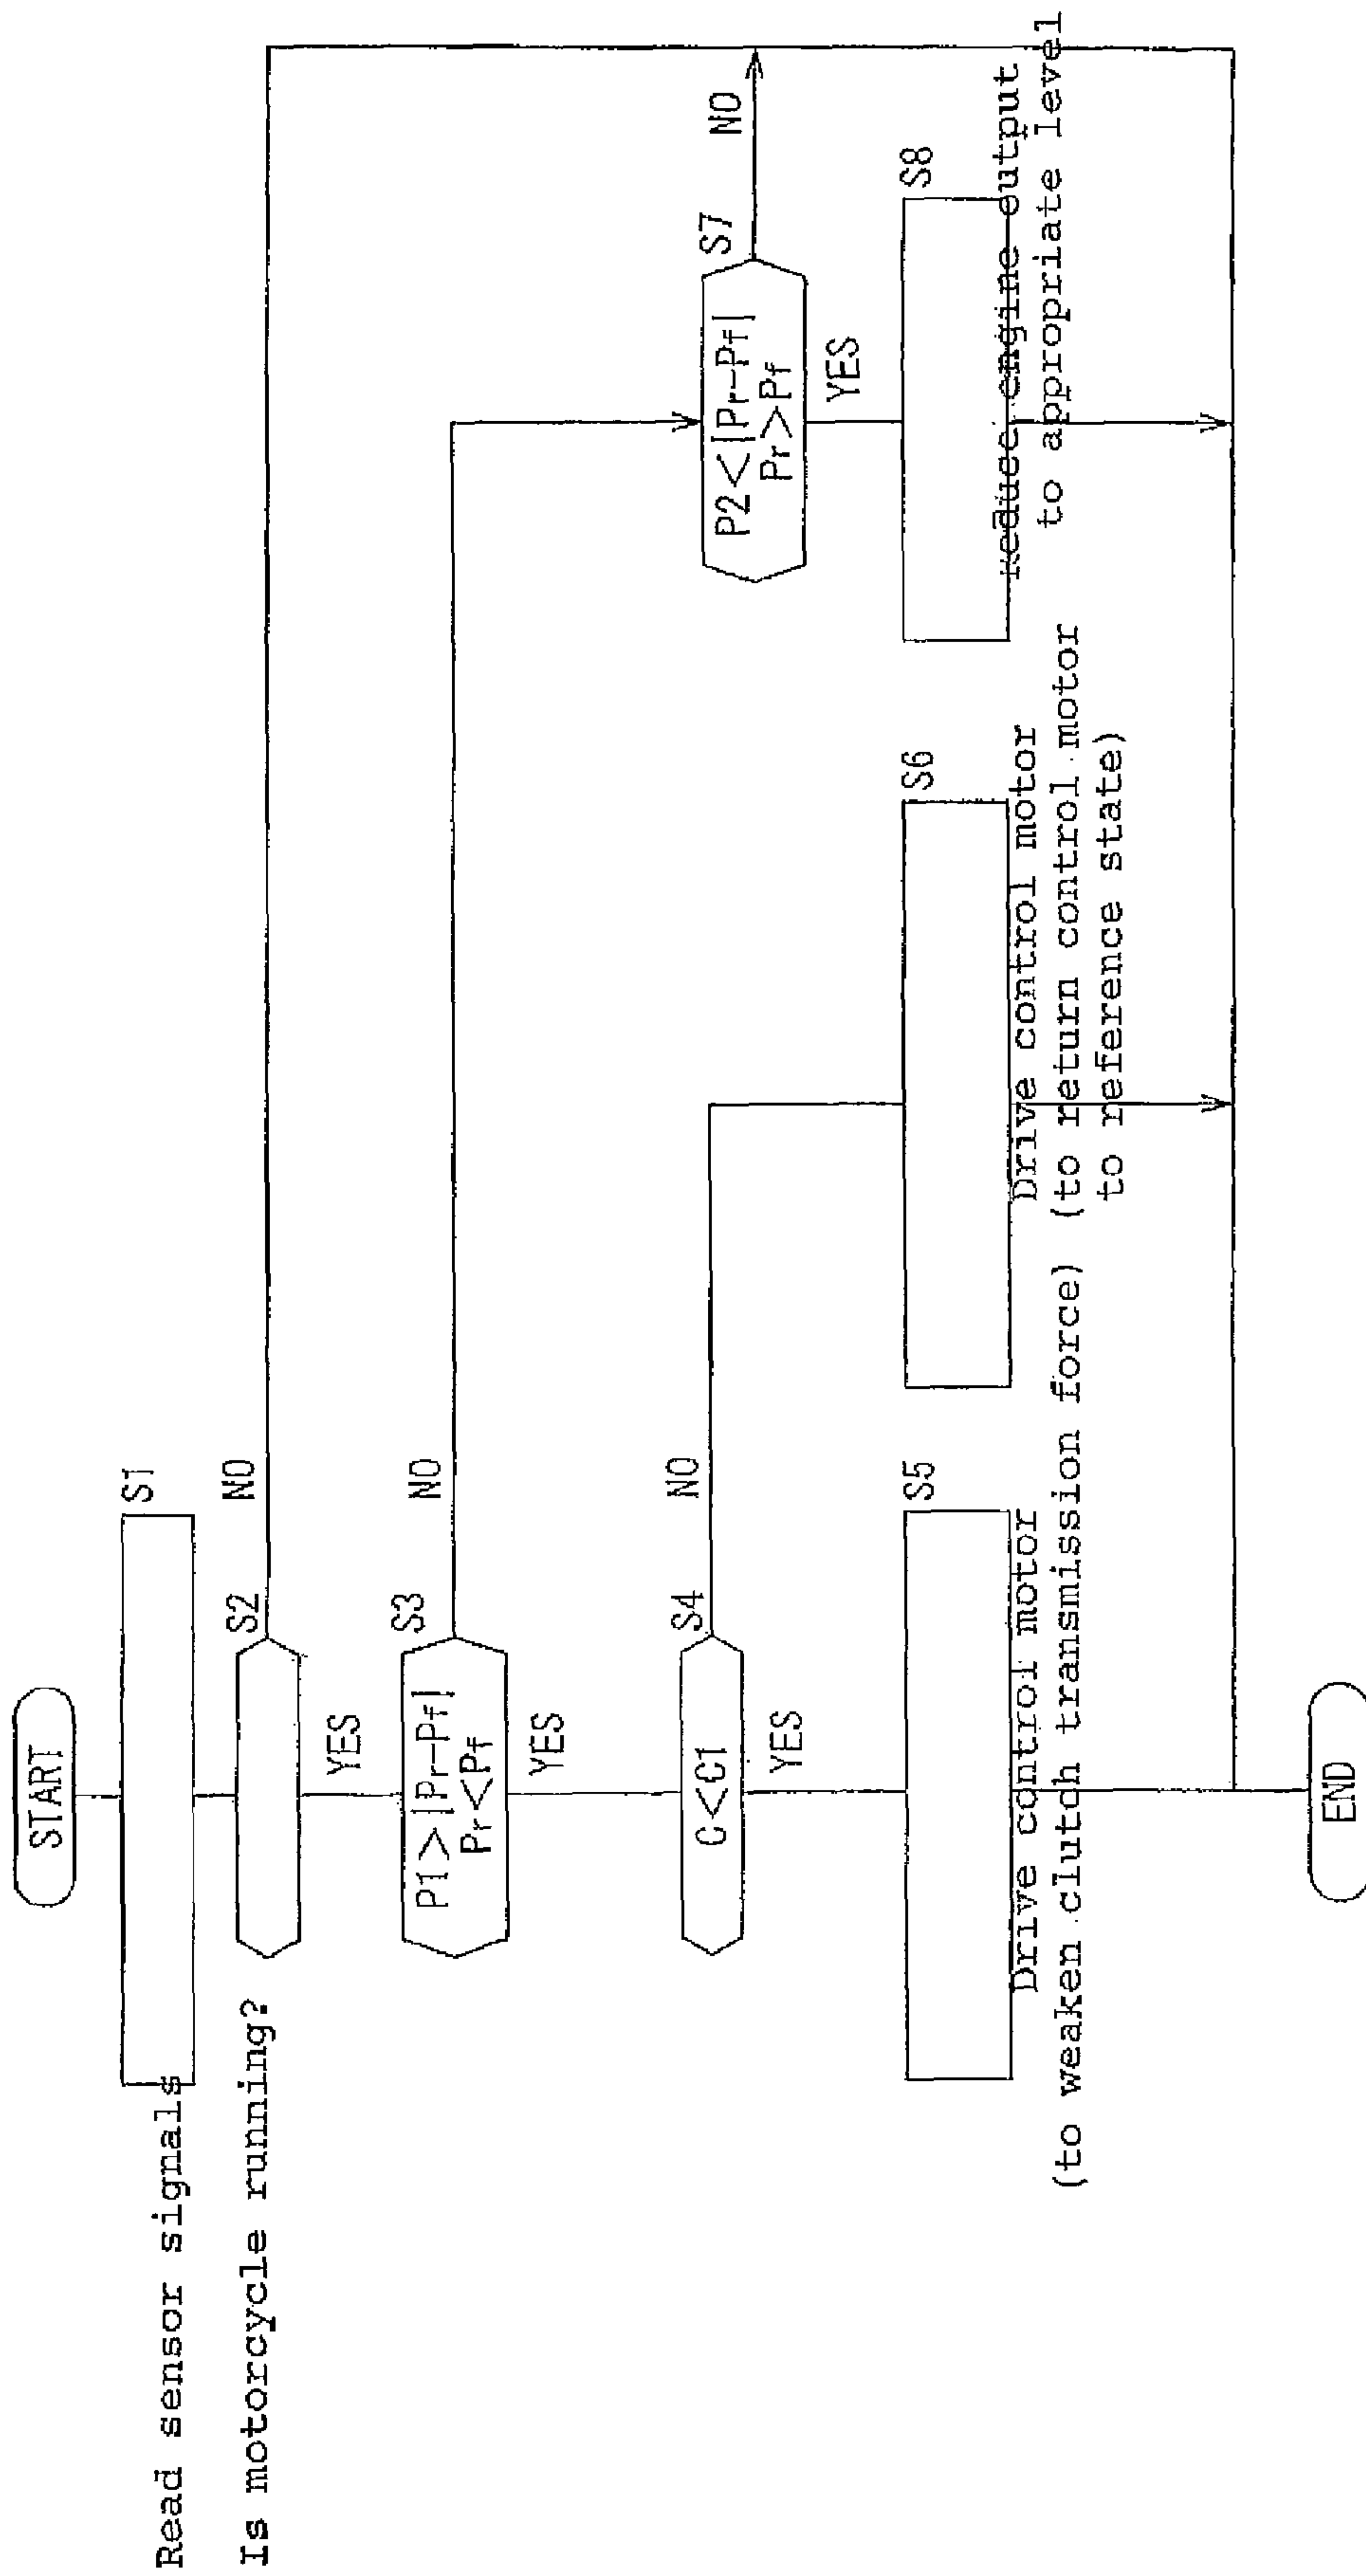 START
S1
Read sensor signals
S2
NO
Is motorcycle running?
YES
S3
NO
P1>|Pr-Pf|
Pr<Pf
YES
S4
NO
C<C1
YES
S7
NO
P2<|Pr-Pf|
Pr>Pf
YES
S5
Drive control motor
(to weaken clutch transmission force)
S6
Drive control motor
(to return control motor
to reference state)
S8
Reduce engine output
to appropriate level
END